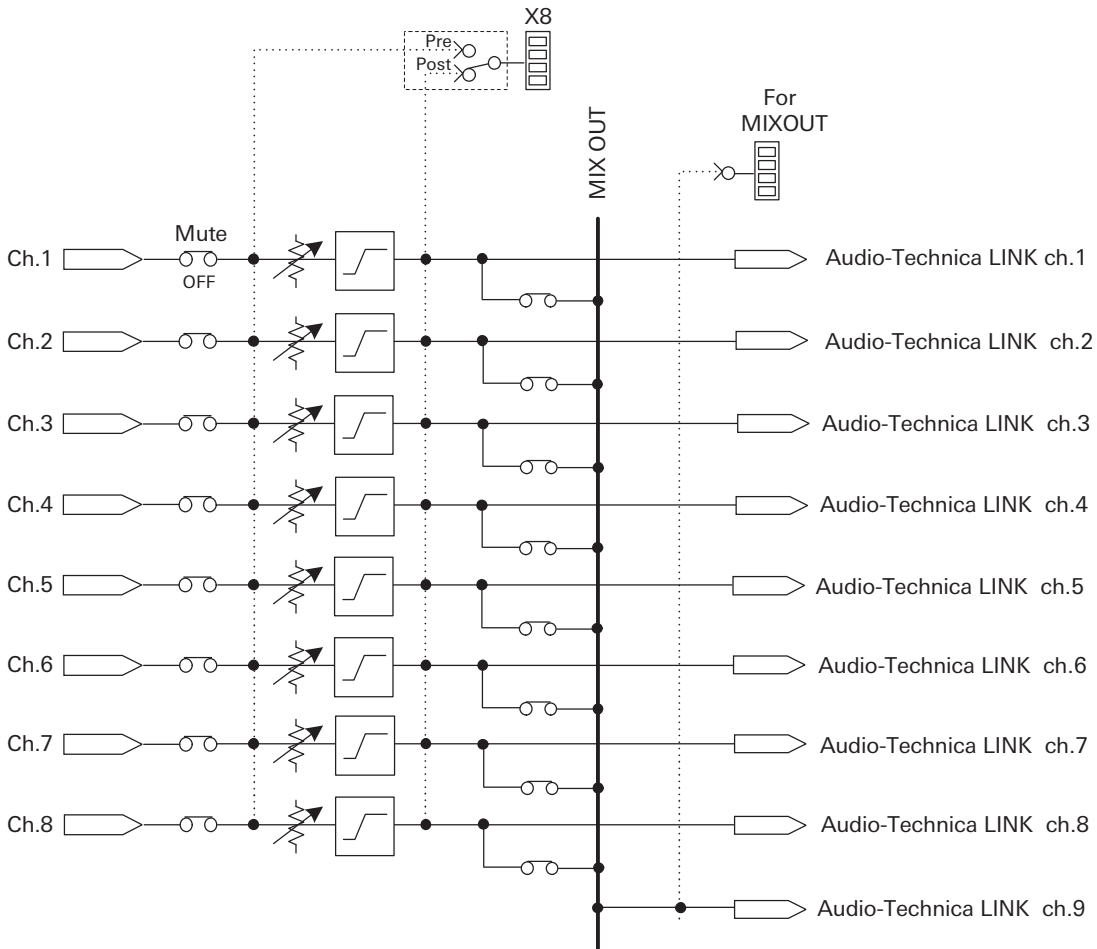 X8
Pre
Post
For
MIXOUT
MIX OUT
Mute
OFF
Ch.1
Audio-Technica LINK ch.1
Ch.2
Audio-Technica LINK ch.2
Ch.3
Audio-Technica LINK ch.3
Ch.4
Audio-Technica LINK ch.4
Ch.5
Audio-Technica LINK ch.5
Ch.6
Audio-Technica LINK ch.6
Ch.7
Audio-Technica LINK ch.7
Ch.8
Audio-Technica LINK ch.8
Audio-Technica LINK ch.9